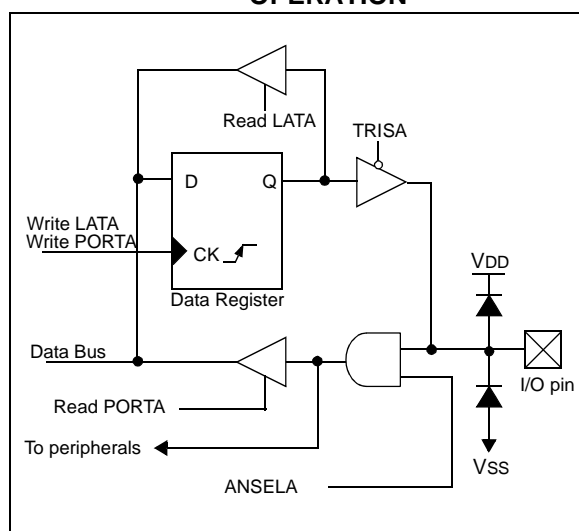 OPERATION
Read LATA
TRISA
D
Q
Write LATA
Write PORTA
CK
VDD
Data Register
Data Bus
I/O pin
Read PORTA
To peripherals
VSS
ANSELA